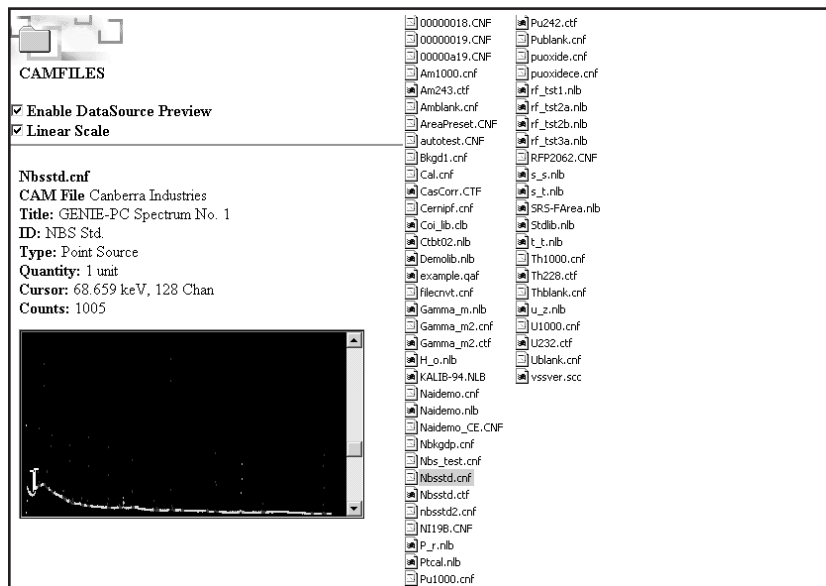 CAMFILES
Enable DataSource Preview
Linear Scale
Nbsstd.cnf
CAM File Canberra Industries
Title: GENIE-PC Spectrum No. 1
ID: NBS Std.
Type: Point Source
Quantity: 1 unit
Cursor: 68.659 keV, 128 Chan
Counts: 1005
00000018.CNF
00000019.CNF
00000a19.CNF
Am1000.cnf
Am243.ctf
Amblank.cnf
AreaPreset.CNF
autotest.CNF
Bkgd1.cnf
Cal.cnf
CasCorr.CTF
Cernipf.cnf
Coi_lib.clb
Ctbt02.nlb
Demolib.nlb
example.qaf
filecnvt.cnf
Gamma_m.nlb
Gamma_m2.cnf
Gamma_m2.ctf
H_o.nlb
KALIB-94.NLB
Naidemo.cnf
Naidemo.nlb
Naidemo_CE.CNF
Nbkgdp.cnf
Nbs_test.cnf
Nbsstd.cnf
Nbsstd.ctf
nbsstd2.cnf
NI19B.CNF
P_r.nlb
Ptcal.nlb
Pu1000.cnf
Pu242.ctf
Publank.cnf
puoxide.cnf
puoxidece.cnf
rf_tst1.nlb
rf_tst2a.nlb
rf_tst2b.nlb
rf_tst3a.nlb
RFP2062.CNF
s_s.nlb
s_t.nlb
SRS-FArea.nlb
Stdlib.nlb
t_t.nlb
Th1000.cnf
Th228.ctf
Thblank.cnf
u_z.nlb
U1000.cnf
U232.ctf
Ublank.cnf
vssver.scc